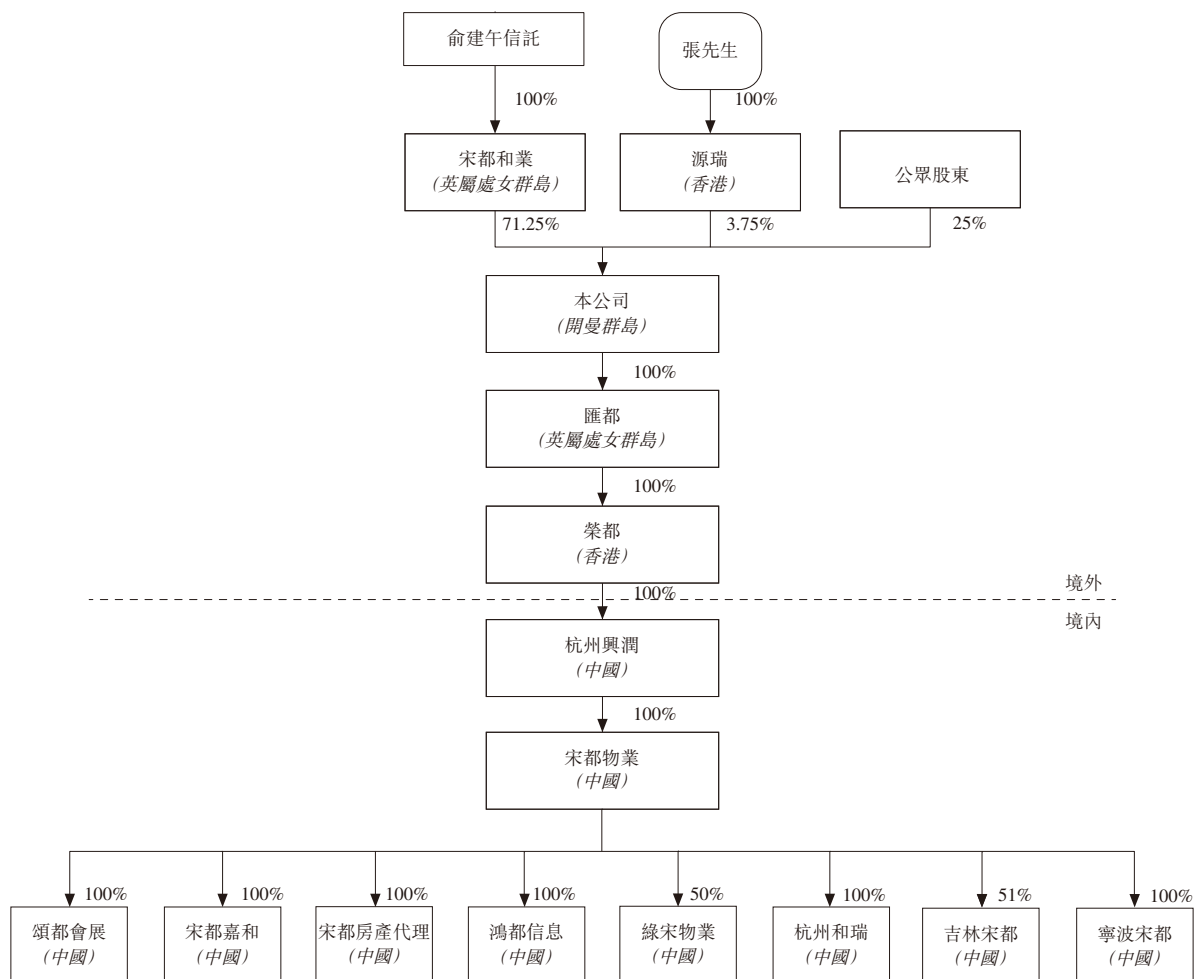 俞建午信託
張先生
100%
100%
宋都和業
(英屬處女群島)
源瑞
(香港)
公眾股東
71.25%
3.75%
25%
本公司
(開曼群島)
100%
匯都
(英屬處女群島)
100%
榮都
(香港)
100%
境外
境內
杭州興潤
(中國)
100%
宋都物業
(中國)
100%
100%
100%
100%
50%
100%
51%
100%
頌都會展
(中國)
宋都嘉和
(中國)
宋都房產代理
(中國)
鴻都信息
(中國)
綠宋物業
(中國)
杭州和瑞
(中國)
吉林宋都
(中國)
寧波宋都
(中國)